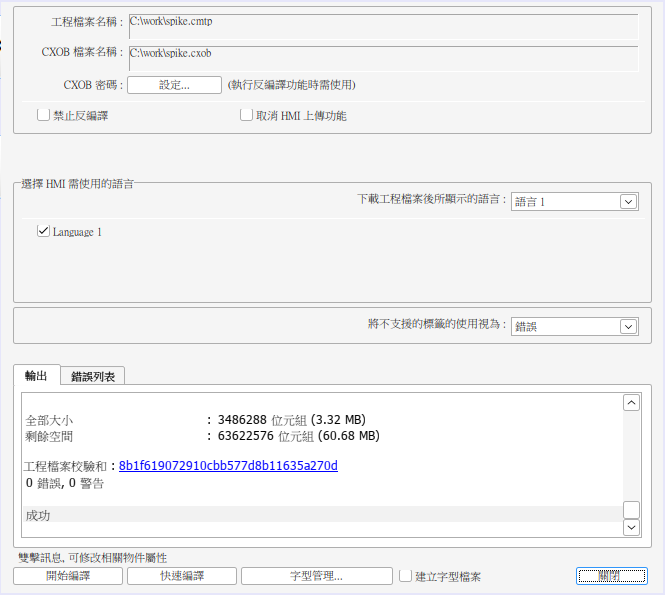 工程檔案名稱 : C:\work\spike.cmtp
CXOB 檔案名稱 : C:\work\spike.cxob
CXOB 密碼 : 設定... (執行反編譯功能時需使用)
禁止反編譯 取消 HMI 上傳功能
選擇 HMI 需使用的語言
下載工程檔案後所顯示的語言 : 語言 1
Language 1
將不支援的標籤的使用視為 : 錯誤
輸出 錯誤列表
全部大小 : 3486288 位元組 (3.32 MB)
剩餘空間 : 63622576 位元組 (60.68 MB)
工程檔案校驗和 : 8b1f619072910cbb577d8b11635a270d
0 錯誤, 0 警告
成功
雙擊訊息, 可修改相關物件屬性
開始編譯 快速編譯 字型管理... 建立字型檔案 關閉